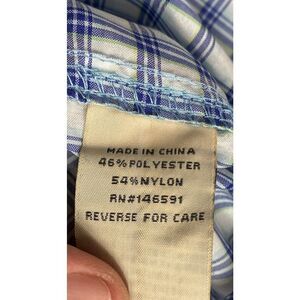 MADE IN CHINA
46% POLYESTER
54% NYLON
RN#146591
REVERSE FOR CARE